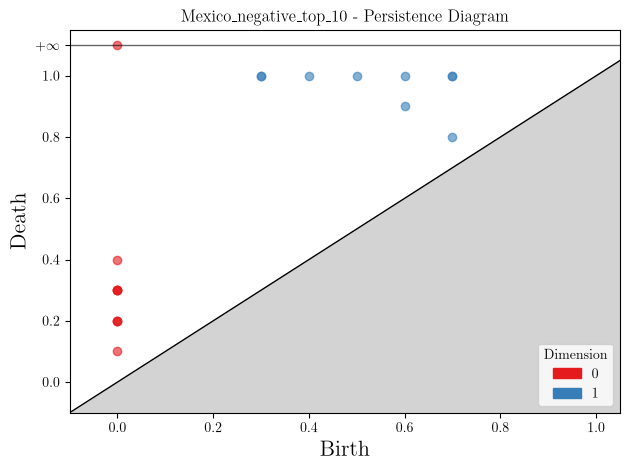 Mexico_negative_top_10 - Persistence Diagram
+∞
1.0
0.8
0.6
0.4
0.2
0.0
Death
0.0 0.2 0.4 0.6 0.8 1.0
Birth
Dimension
0
1